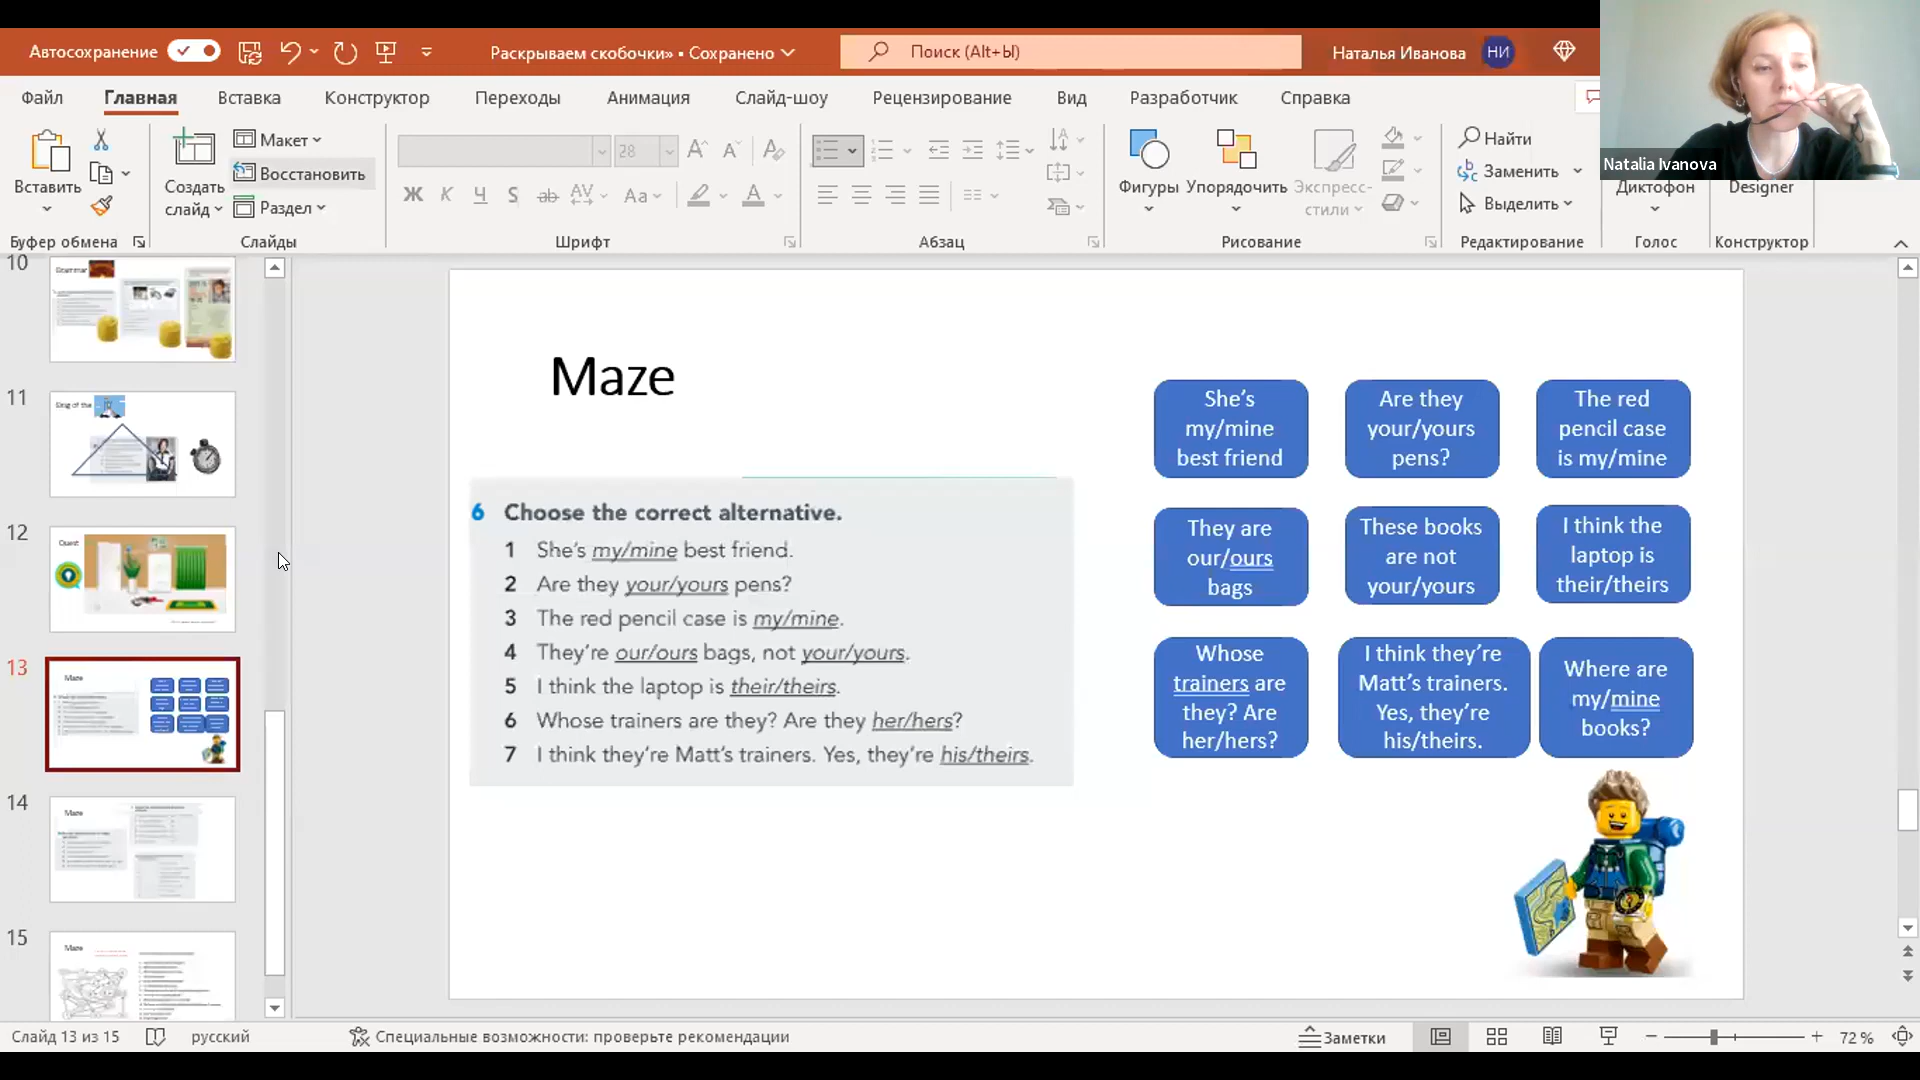 Автосохранение
Раскрываем скобочки» • Сохранено
Поиск (Alt+Ы)
Наталья Иванова
НИ
Файл
Главная
Вставка
Конструктор
Переходы
Анимация
Слайд-шоу
Рецензирование
Вид
Разработчик
Справка
Вставить
Создать
слайд
Макет
Восстановить
Раздел
28
Ж К Ч S ab AV Aa A
Фигуры
Упорядочить
Экспресс-
стили
Найти
Заменить
Выделить
Диктофон
Designer
Natalia Ivanova
Буфер обмена
Слайды
Шрифт
Абзац
Рисование
Редактирование
Голос
Конструктор
10
Grammar
11
12
Quest
13
Maze
14
Maze
15
Maze
Maze
6 Choose the correct alternative.
1 She's my/mine best friend.
2 Are they your/yours pens?
3 The red pencil case is my/mine.
4 They're our/ours bags, not your/yours.
5 I think the laptop is their/theirs.
6 Whose trainers are they? Are they her/hers?
7 I think they're Matt's trainers. Yes, they're his/theirs.
She's
my/mine
best friend
Are they
your/yours
pens?
The red
pencil case
is my/mine
They are
our/ours
bags
These books
are not
your/yours
I think the
laptop is
their/theirs
Whose
trainers are
they? Are
her/hers?
I think they're
Matt's trainers.
Yes, they're
his/theirs.
Where are
my/mine
books?
Слайд 13 из 15
русский
Специальные возможности: проверьте рекомендации
Заметки
72 %